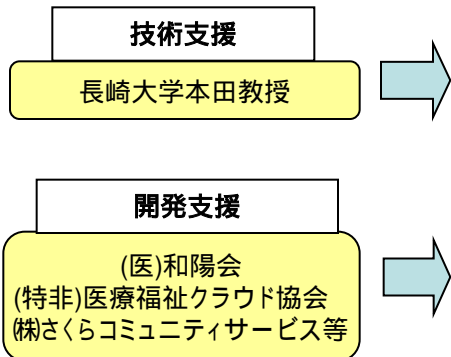 技術支援
長崎大学本田教授
開発支援
(医)和陽会
(特非)医療福祉クラウド協会
㈱さくらコミュニティサービス等